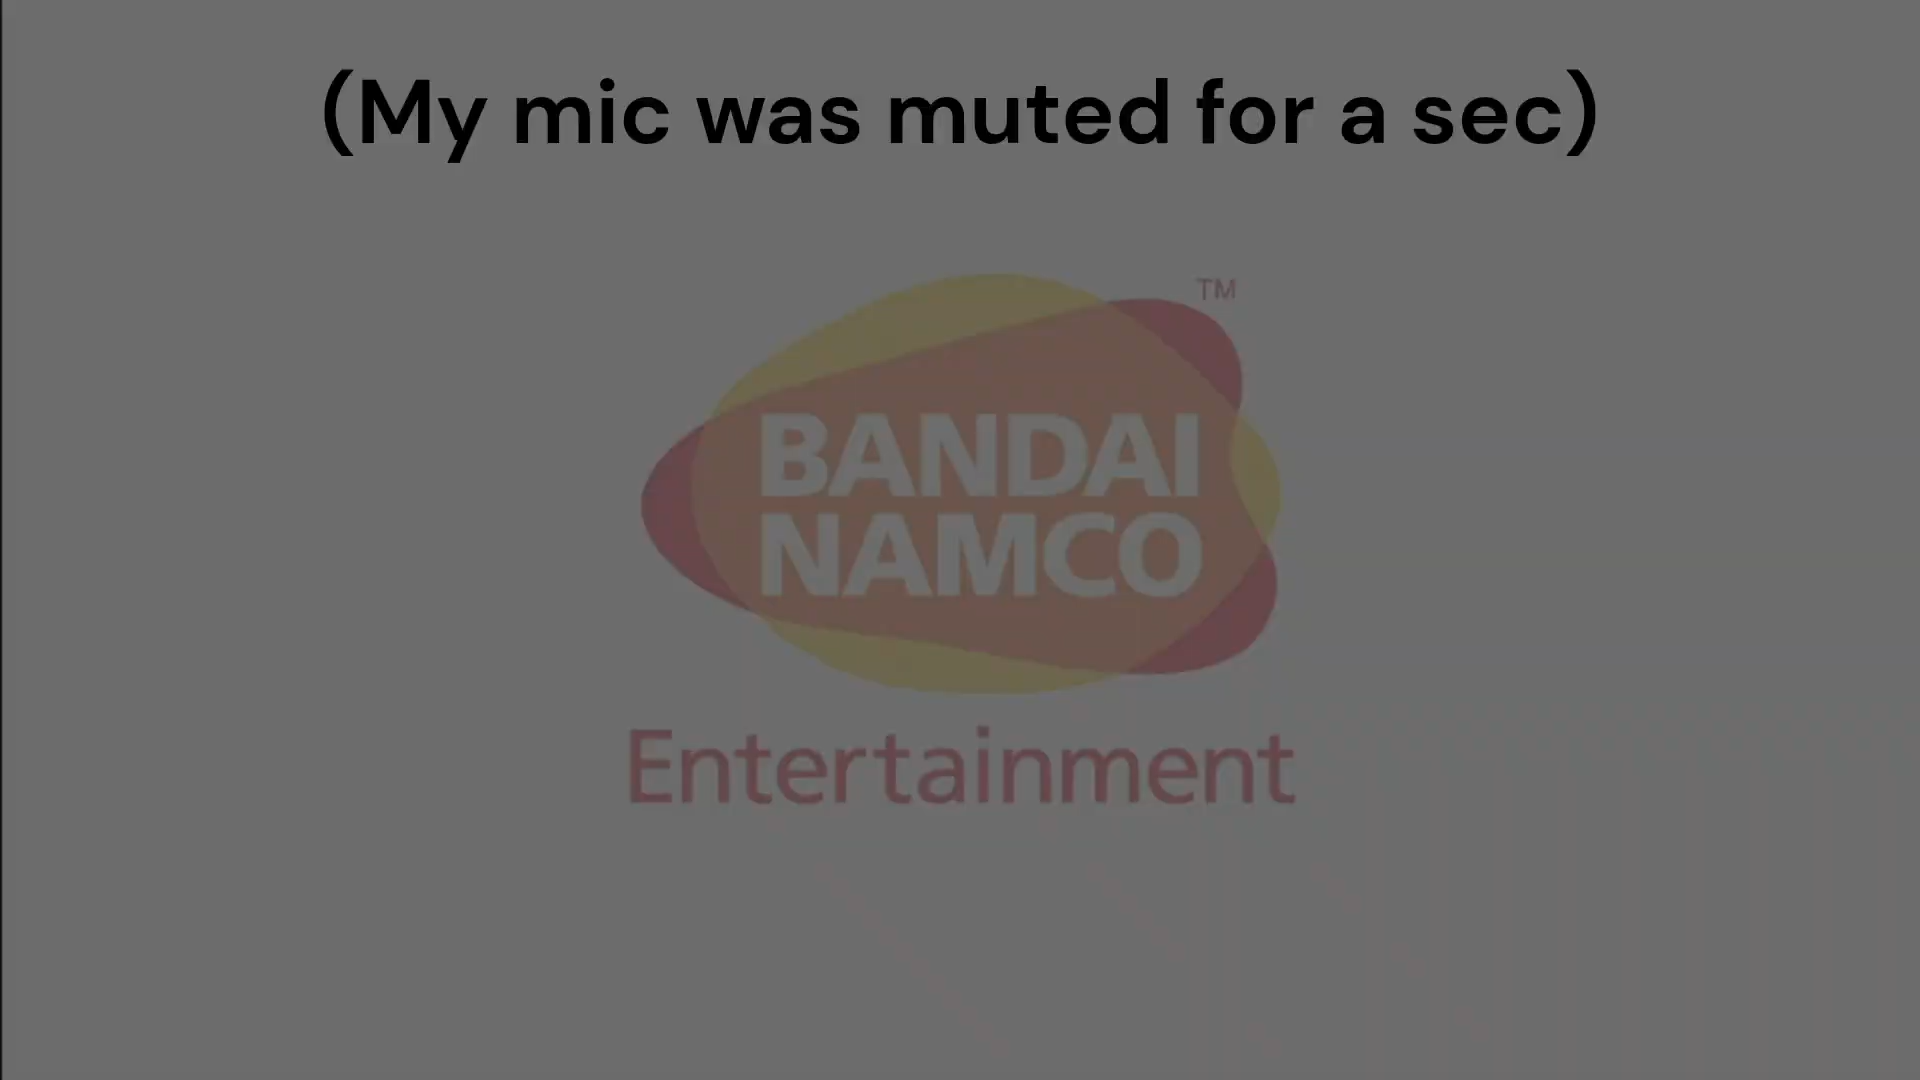 (My mic was muted for a sec)
TM
BANDAI
NAMCO
Entertainment